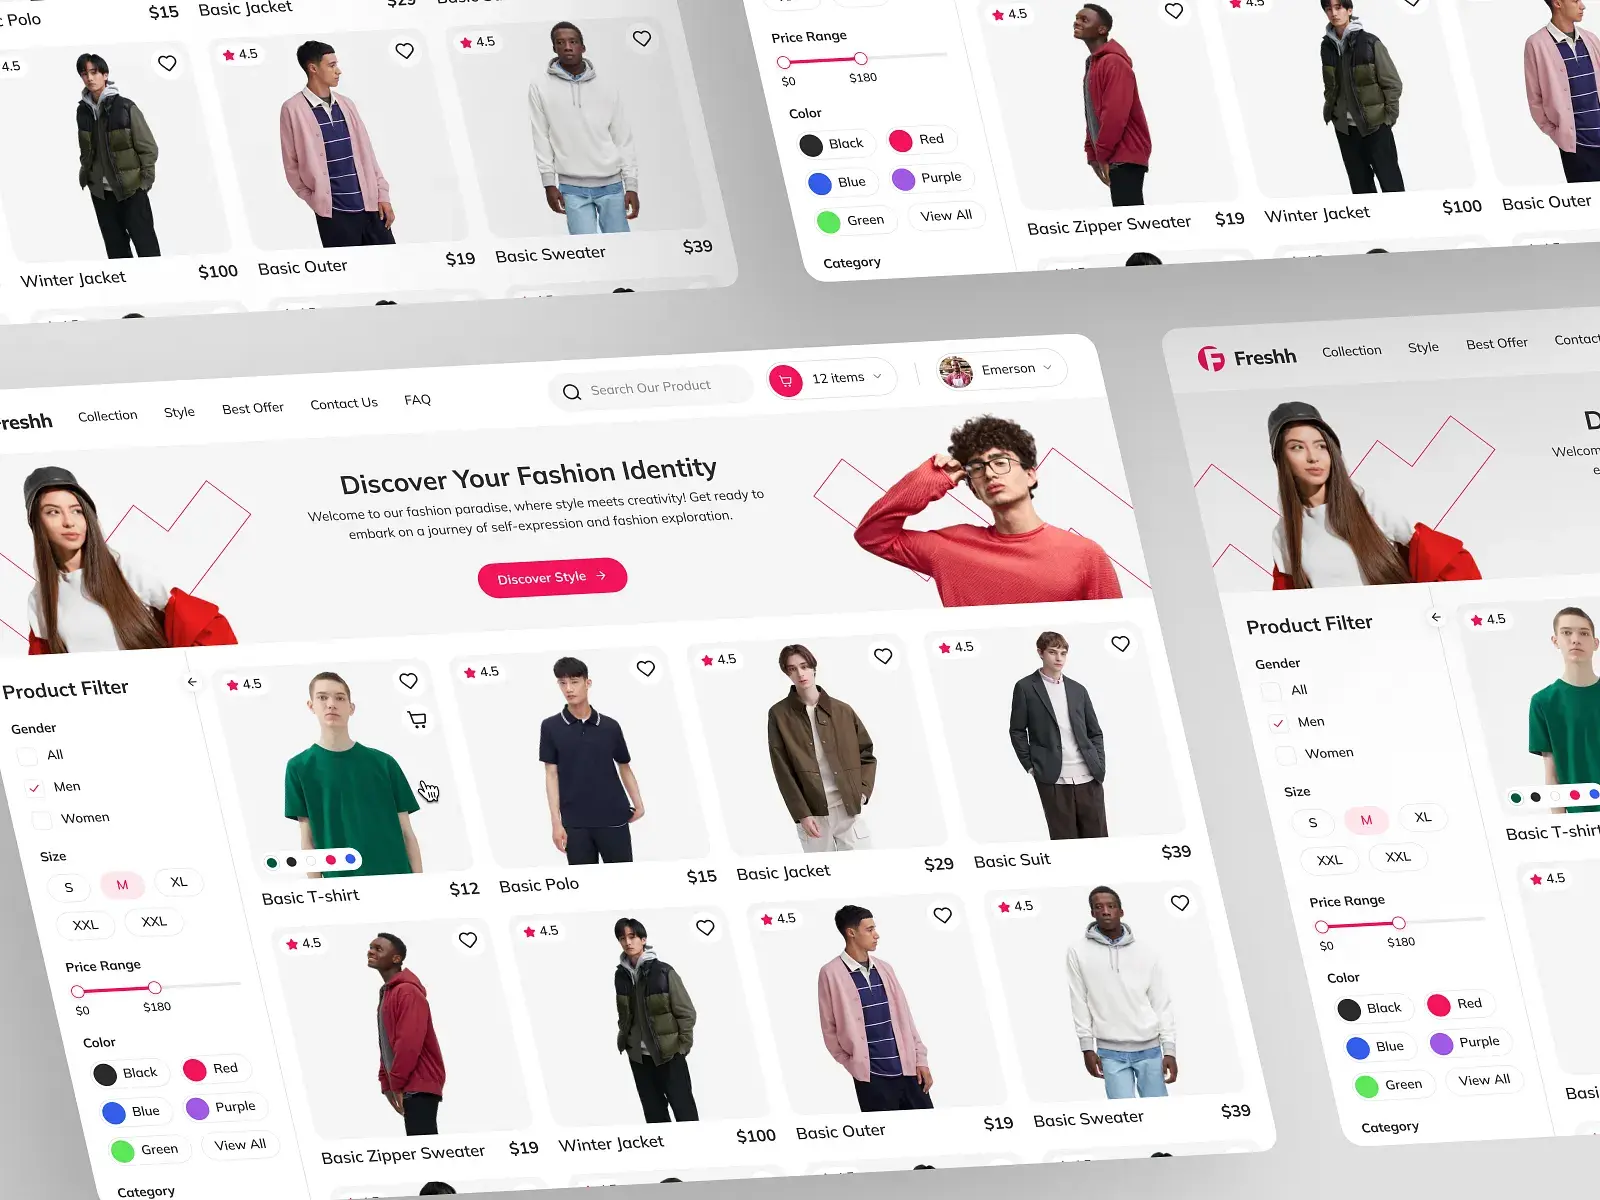 c Polo
$15
Basic Jacket
$29
4.5
4.5
4.5
Winter Jacket
$100
Basic Outer
$19
Basic Sweater
$39
Price Range
$0
$180
Color
Black
Red
Blue
Purple
Green
View All
Category
4.5
4.5
Basic Zipper Sweater
$19
Winter Jacket
$100
Basic Outer
reshh
Collection
Style
Best Offer
Contact Us
FAQ
Search Our Product
12 items
Emerson
Discover Your Fashion Identity
Welcome to our fashion paradise, where style meets creativity! Get ready to
embark on a journey of self-expression and fashion exploration.
Discover Style
Product Filter
Gender
All
Men
Women
Size
S
M
XL
XXL
XXL
Price Range
$0
$180
Color
Black
Red
Blue
Purple
Green
View All
Category
4.5
4.5
4.5
4.5
Basic T-shirt
$12
Basic Polo
$15
Basic Jacket
$29
Basic Suit
$39
4.5
4.5
4.5
4.5
Basic Zipper Sweater
$19
Winter Jacket
$100
Basic Outer
$19
Basic Sweater
$39
Freshh
Collection
Style
Best Offer
Contact
D
Welcom
e
Product Filter
Gender
All
Men
Women
Size
S
M
XL
XXL
XXL
Price Range
$0
$180
Color
Black
Red
Blue
Purple
Green
View All
Category
4.5
Basic T-shirt
4.5
Basi